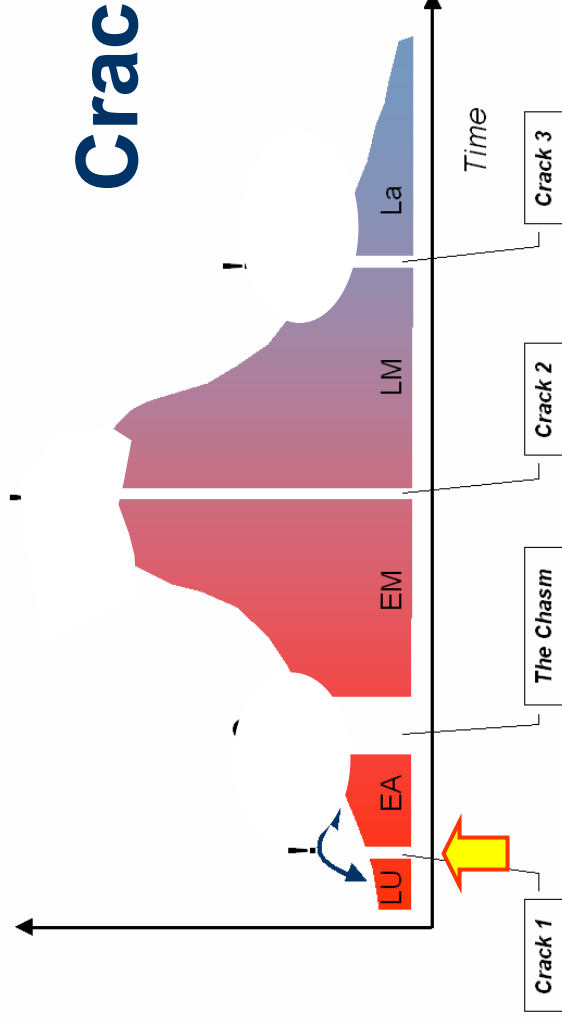 Crac
LU
EA
EM
LM
La
Time
Crack 1
The Chasm
Crack 2
Crack 3